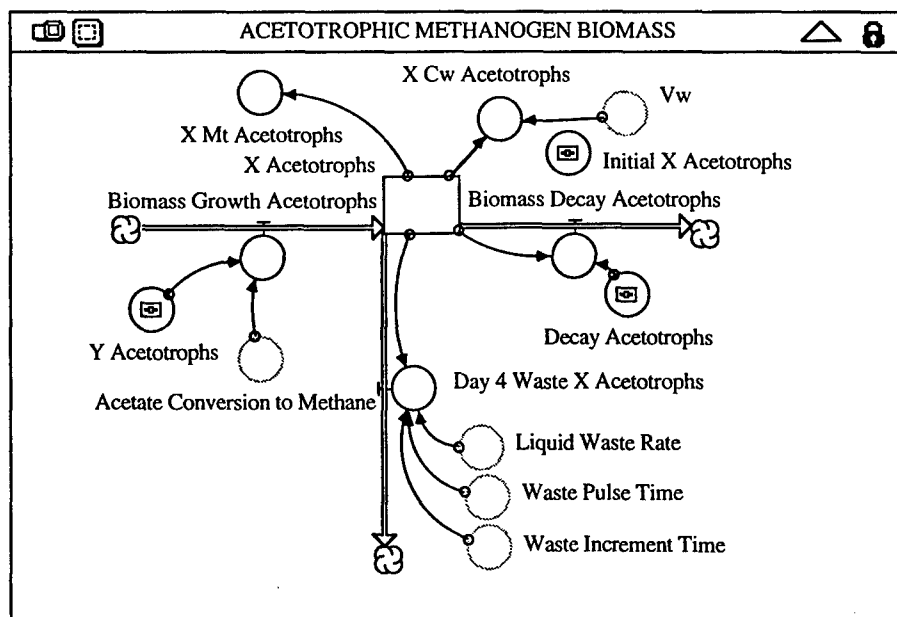 ACETOTROPHIC METHANOGEN BIOMASS
X Cw Acetotrophs
Vw
X Mt Acetotrophs
Initial X Acetotrophs
X Acetotrophs
Biomass Growth Acetotrophs
Biomass Decay Acetotrophs
Y Acetotrophs
Decay Acetotrophs
Acetate Conversion to Methane
Day 4 Waste X Acetotrophs
Liquid Waste Rate
Waste Pulse Time
Waste Increment Time